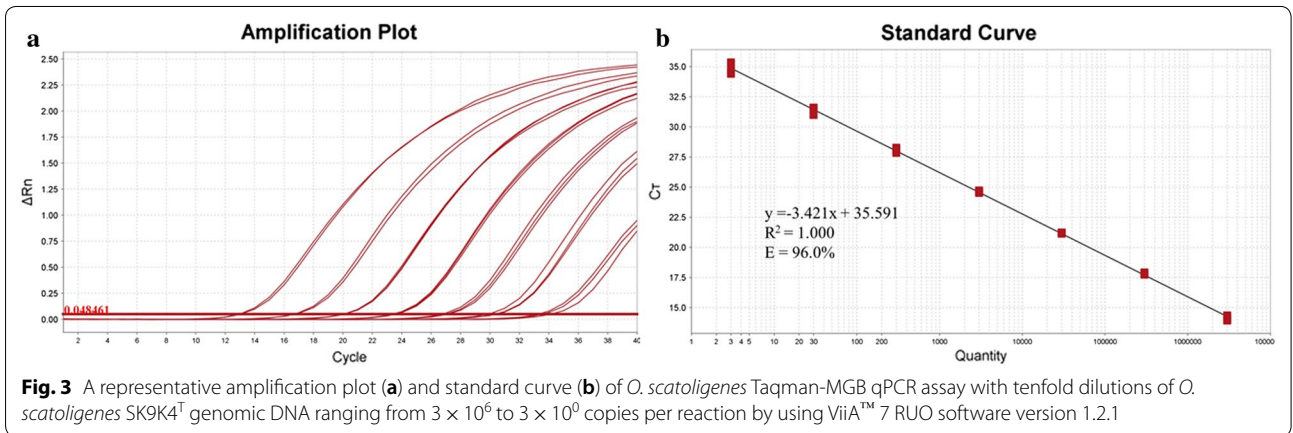 a
Amplification Plot
2.50
2.25
2.00
1.75
1.50
1.25
1.00
0.75
0.50
0.25
0.00
ΔRn
0.048461
2 4 6 8 10 12 14 16 18 20 22 24 26 28 30 32 34 36 38 40
Cycle
b
Standard Curve
35.0
32.5
30.0
27.5
25.0
22.5
20.0
17.5
15.0
CT
y =-3.421x + 35.591
R² = 1.000
E = 96.0%
1 2 3 4 5 10 20 30 100 200 1000 10000 100000 1000000 10000
Quantity
Fig. 3 A representative amplification plot (a) and standard curve (b) of O. scatoligenes Taqman-MGB qPCR assay with tenfold dilutions of O.
scatoligenes SK9K4ᵀ genomic DNA ranging from 3 × 10⁶ to 3 × 10⁰ copies per reaction by using ViiA™ 7 RUO software version 1.2.1